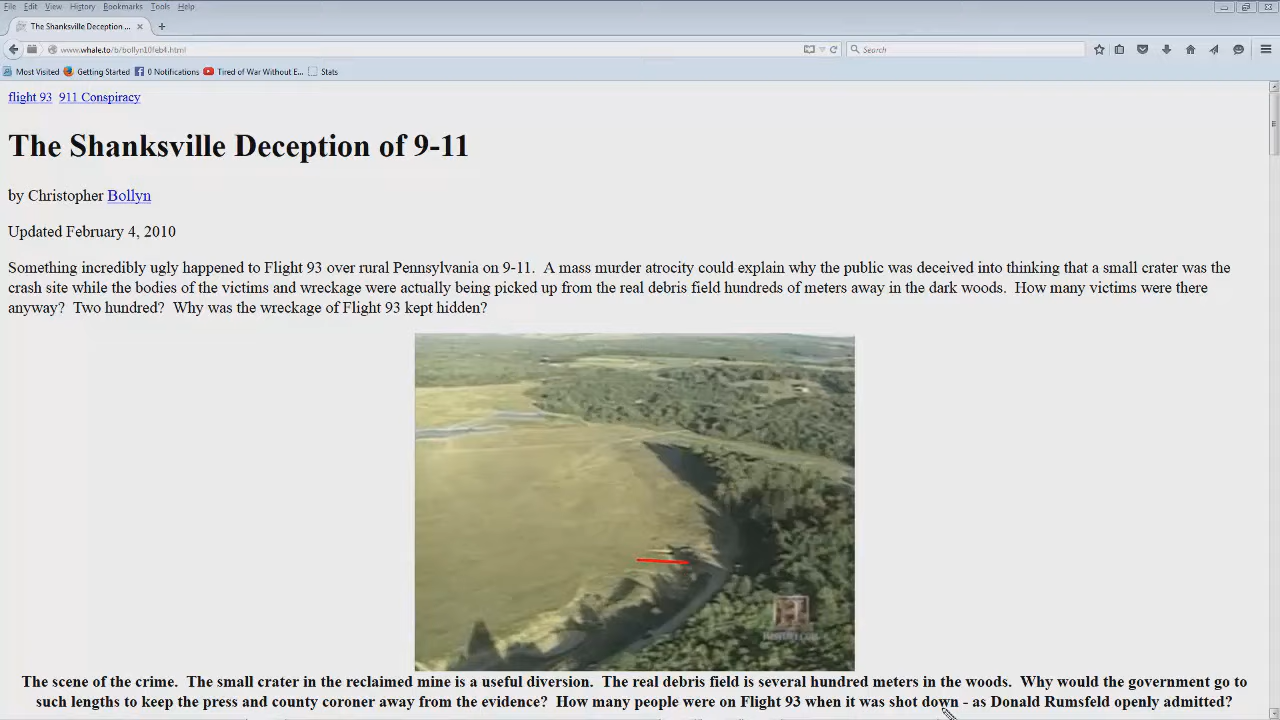 File Edit View History Bookmarks Tools Help
The Shanksville Deception ...
www.whale.to/b/bollyn10feb4.html
Search
Most Visited Getting Started 0 Notifications Tired of War Without E... Stats
flight 93 911 Conspiracy
The Shanksville Deception of 9-11
by Christopher Bollyn
Updated February 4, 2010
Something incredibly ugly happened to Flight 93 over rural Pennsylvania on 9-11. A mass murder atrocity could explain why the public was deceived into thinking that a small crater was the
crash site while the bodies of the victims and wreckage were actually being picked up from the real debris field hundreds of meters away in the dark woods. How many victims were there
anyway? Two hundred? Why was the wreckage of Flight 93 kept hidden?
H
The scene of the crime. The small crater in the reclaimed mine is a useful diversion. The real debris field is several hundred meters in the woods. Why would the government go to
such lengths to keep the press and county coroner away from the evidence? How many people were on Flight 93 when it was shot down - as Donald Rumsfeld openly admitted?